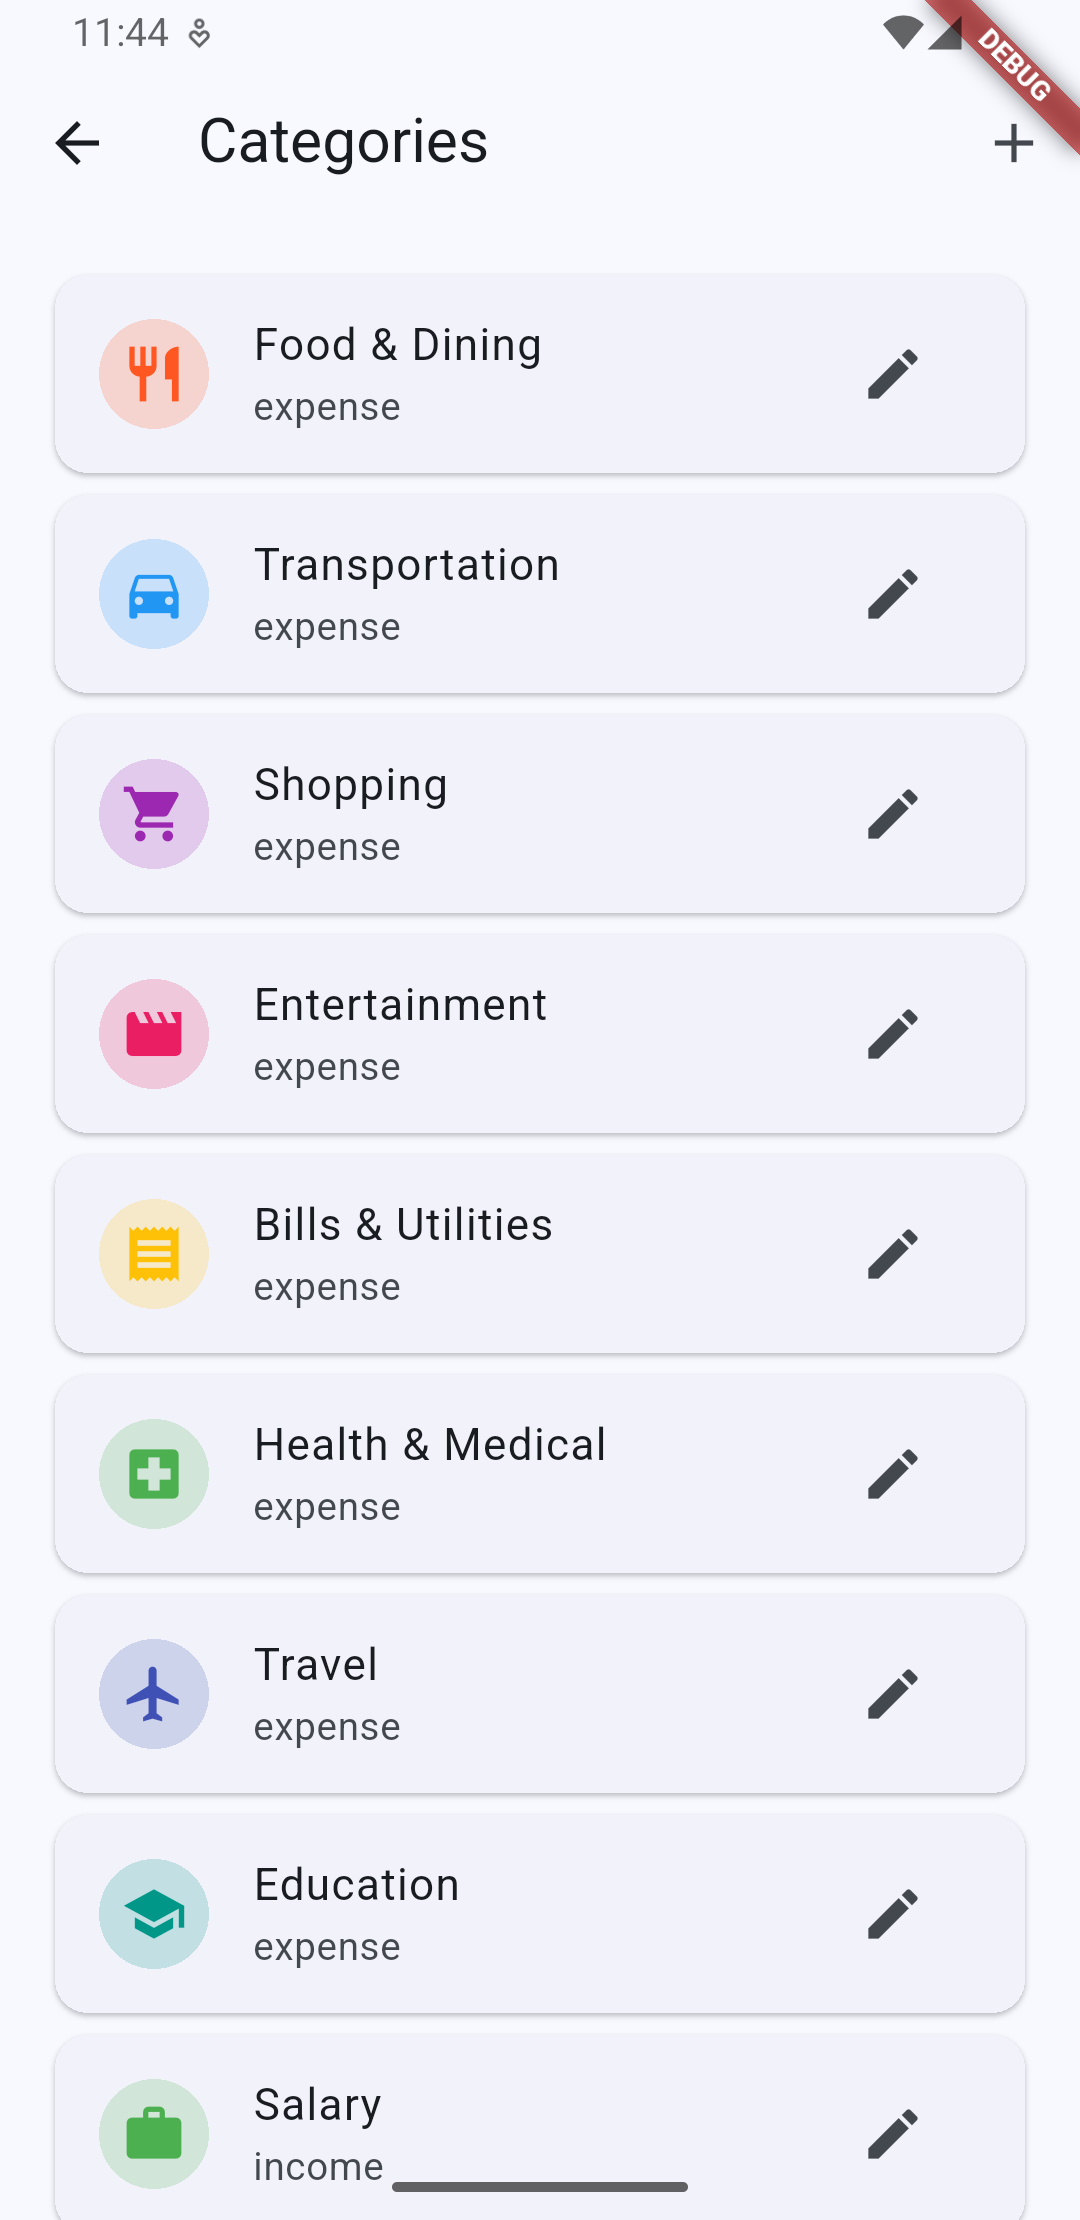 11:44
DEBUG
Categories
Food & Dining
expense
Transportation
expense
Shopping
expense
Entertainment
expense
Bills & Utilities
expense
Health & Medical
expense
Travel
expense
Education
expense
Salary
income